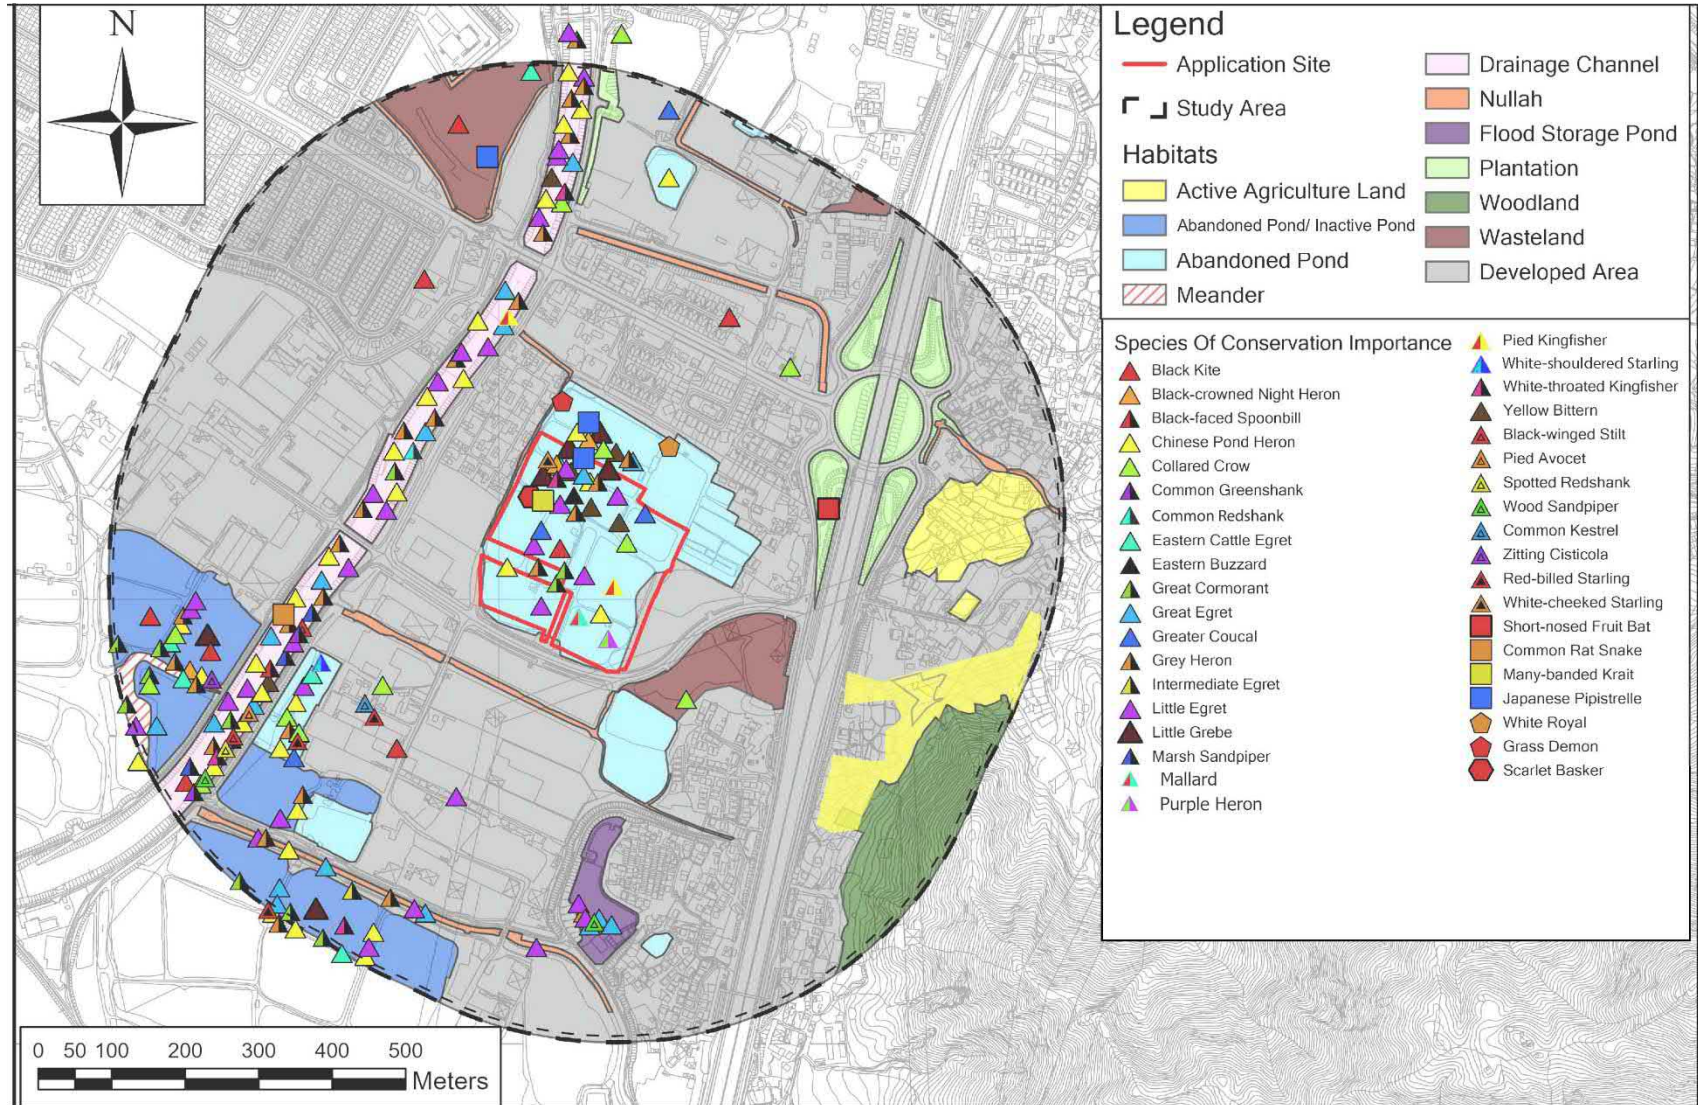 N
Legend
Application Site
Study Area
Habitats
Active Agriculture Land
Abandoned Pond/ Inactive Pond
Abandoned Pond
Meander
Drainage Channel
Nullah
Flood Storage Pond
Plantation
Woodland
Wasteland
Developed Area
Species Of Conservation Importance
Black Kite
Black-crowned Night Heron
Black-faced Spoonbill
Chinese Pond Heron
Collared Crow
Common Greenshank
Common Redshank
Eastern Cattle Egret
Eastern Buzzard
Great Cormorant
Great Egret
Greater Coucal
Grey Heron
Intermediate Egret
Little Egret
Little Grebe
Marsh Sandpiper
Mallard
Purple Heron
Pied Kingfisher
White-shouldered Starling
White-throated Kingfisher
Yellow Bittern
Black-winged Stilt
Pied Avocet
Spotted Redshank
Wood Sandpiper
Common Kestrel
Zitting Cisticola
Red-billed Starling
White-cheeked Starling
Short-nosed Fruit Bat
Common Rat Snake
Many-banded Krait
Japanese Pipistrelle
White Royal
Grass Demon
Scarlet Basker
0 50 100 200 300 400 500
Meters